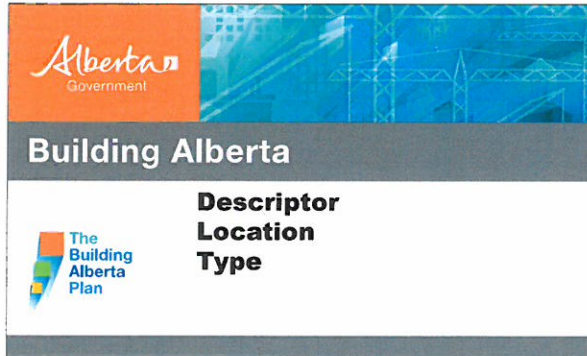 Alberta
Government
Building Alberta
Descriptor
Location
Type
The
Building
Alberta
Plan